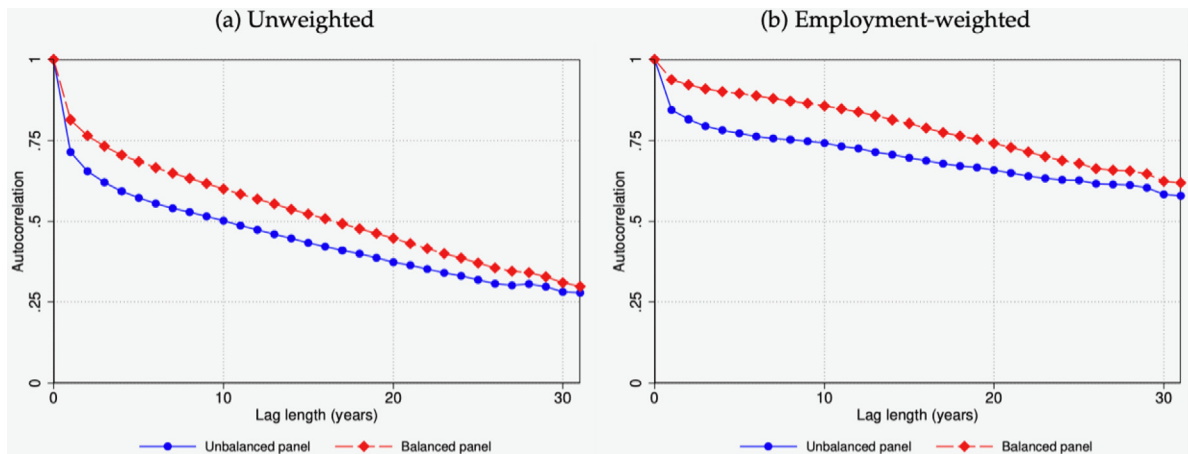 (a) Unweighted
1
.75
.5
.25
0
Autocorrelation
0 10 20 30
Lag length (years)
Unbalanced panel Balanced panel
(b) Employment-weighted
1
.75
.5
.25
0
Autocorrelation
0 10 20 30
Lag length (years)
Unbalanced panel Balanced panel